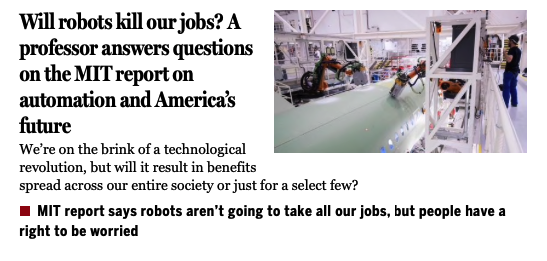 Will robots kill our jobs? A
professor answers questions
on the MIT report on
automation and America's
future
We're on the brink of a technological
revolution, but will it result in benefits
spread across our entire society or just for a select few?
MIT report says robots aren't going to take all our jobs, but people have a
right to be worried